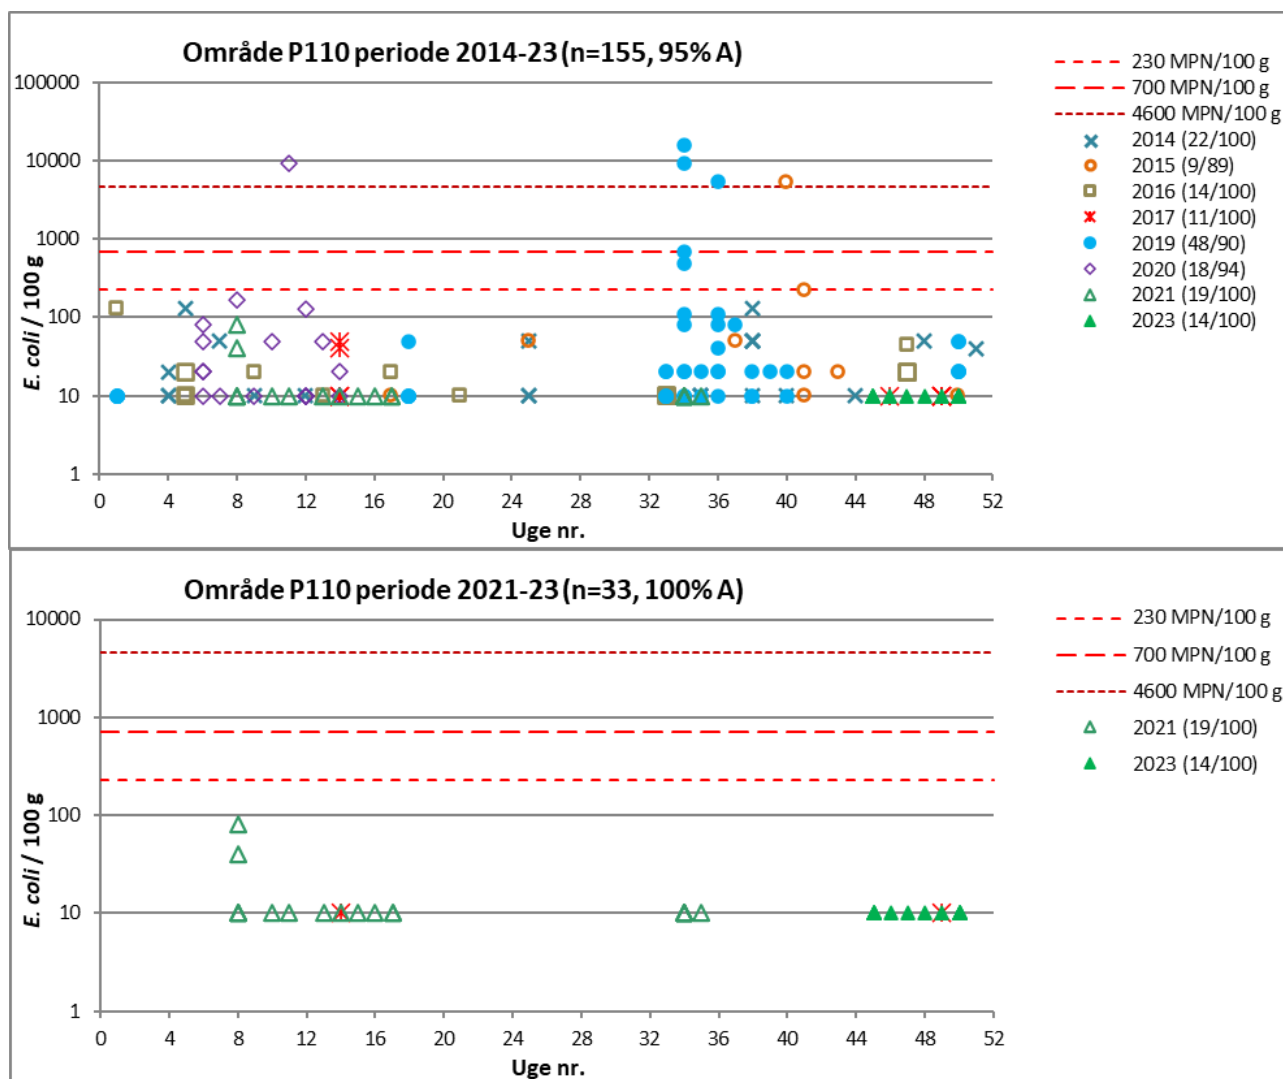 Område P110 periode 2014-23 (n=155, 95% A)
100000
10000
1000
100
10
1
E. coli / 100 g
0 4 8 12 16 20 24 28 32 36 40 44 48 52
Uge nr.
230 MPN/100 g
700 MPN/100 g
4600 MPN/100 g
2014 (22/100)
2015 (9/89)
2016 (14/100)
2017 (11/100)
2019 (48/90)
2020 (18/94)
2021 (19/100)
2023 (14/100)
Område P110 periode 2021-23 (n=33, 100% A)
10000
1000
100
10
1
E. coli / 100 g
0 4 8 12 16 20 24 28 32 36 40 44 48 52
Uge nr.
230 MPN/100 g
700 MPN/100 g
4600 MPN/100 g
2021 (19/100)
2023 (14/100)